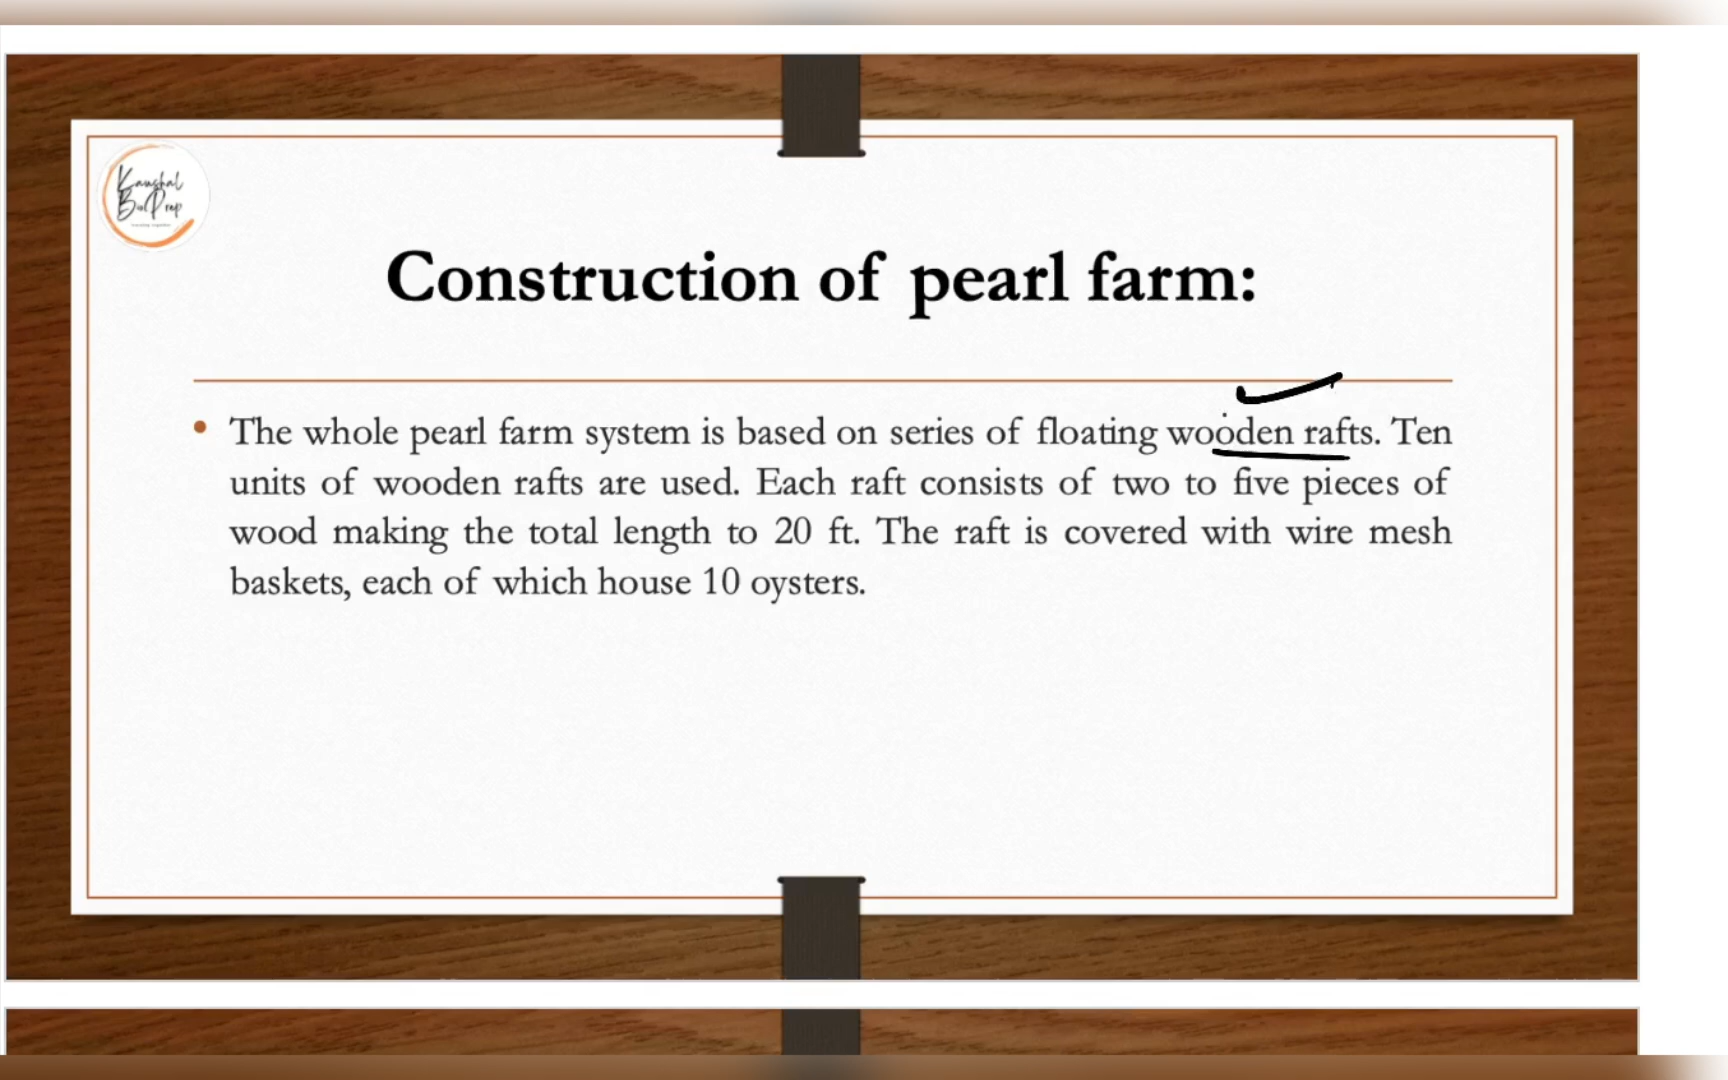 Kaushal
BioPrep
Construction of pearl farm:
• The whole pearl farm system is based on series of floating wooden rafts. Ten
units of wooden rafts are used. Each raft consists of two to five pieces of
wood making the total length to 20 ft. The raft is covered with wire mesh
baskets, each of which house 10 oysters.